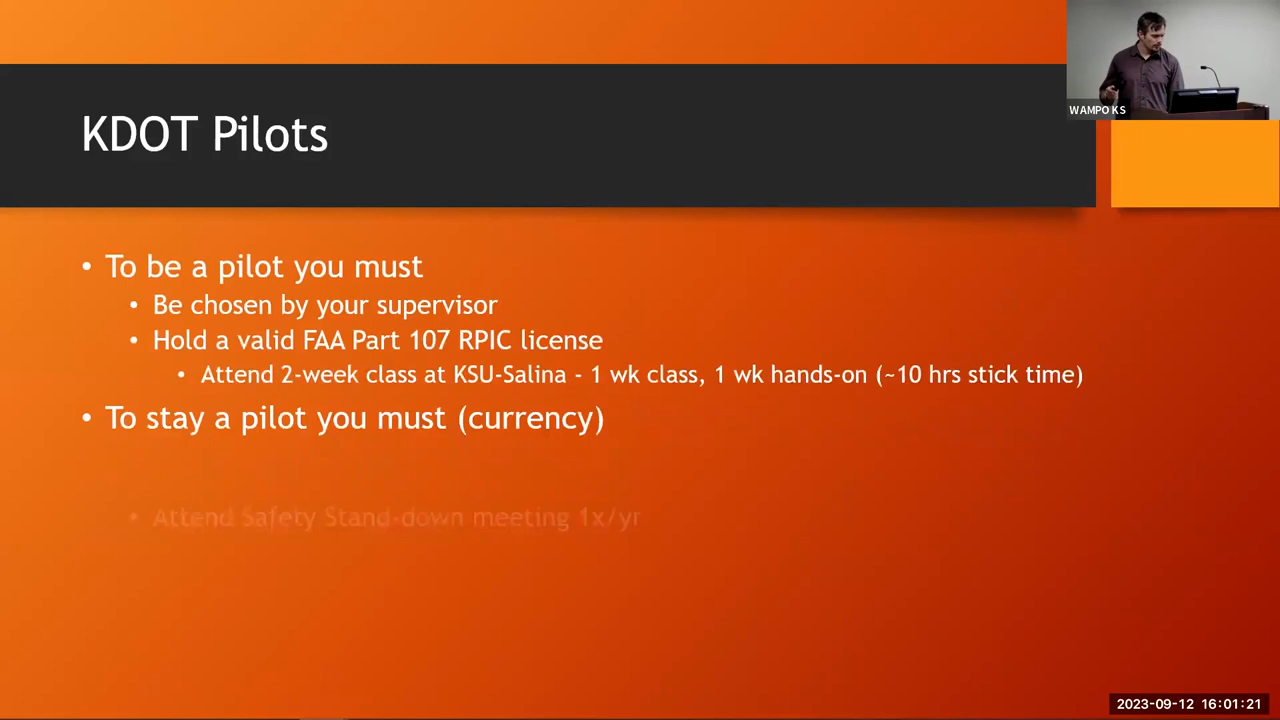 WAMPO KS
KDOT Pilots
• To be a pilot you must
• Be chosen by your supervisor
• Hold a valid FAA Part 107 RPIC license
• Attend 2-week class at KSU-Salina - 1 wk class, 1 wk hands-on (~10 hrs stick time)
• To stay a pilot you must (currency)
• Attend Safety Stand-down meeting 1x/yr
2023-09-12 16:01:21